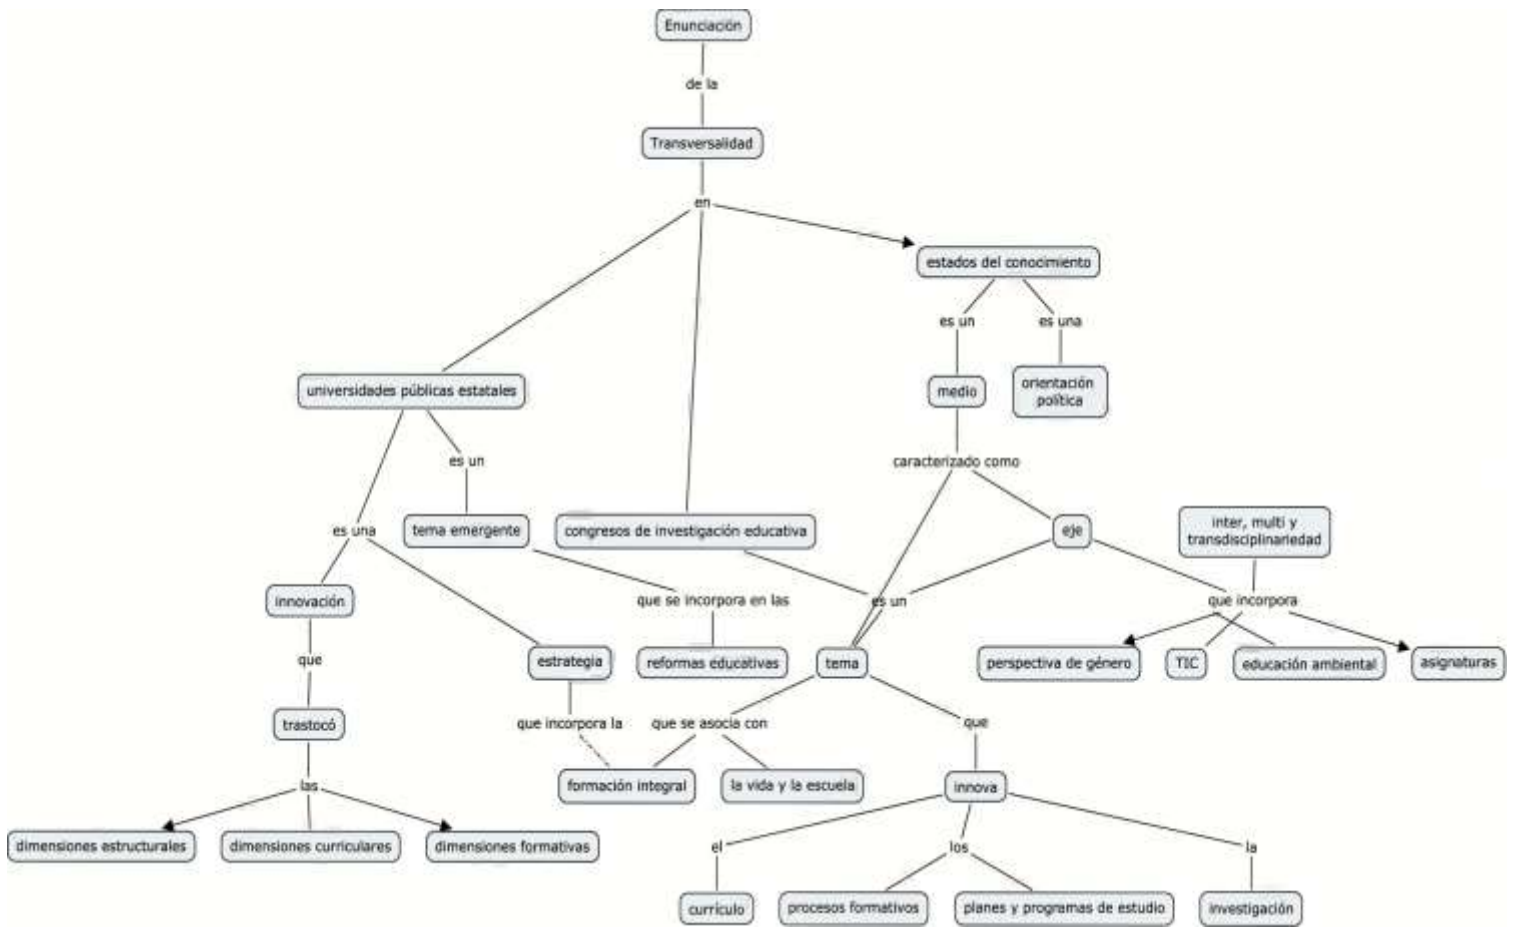 Enunciación
de la
Transversalidad
en
estados del conocimiento
es un
es una
universidades públicas estatales
medio
orientación
política
es un
caracterizado como
es una
tema emergente
congresos de investigación educativa
eje
inter, multi y
transdisciplinariedad
innovación
que se incorpora en las
es un
que incorpora
que
estrategia
reformas educativas
tema
perspectiva de género
TIC
educación ambiental
asignaturas
trastocó
que incorpora la
que se asocia con
que
las
formación integral
la vida y la escuela
innova
dimensiones estructurales
dimensiones curriculares
dimensiones formativas
el
los
la
currículo
procesos formativos
planes y programas de estudio
investigación